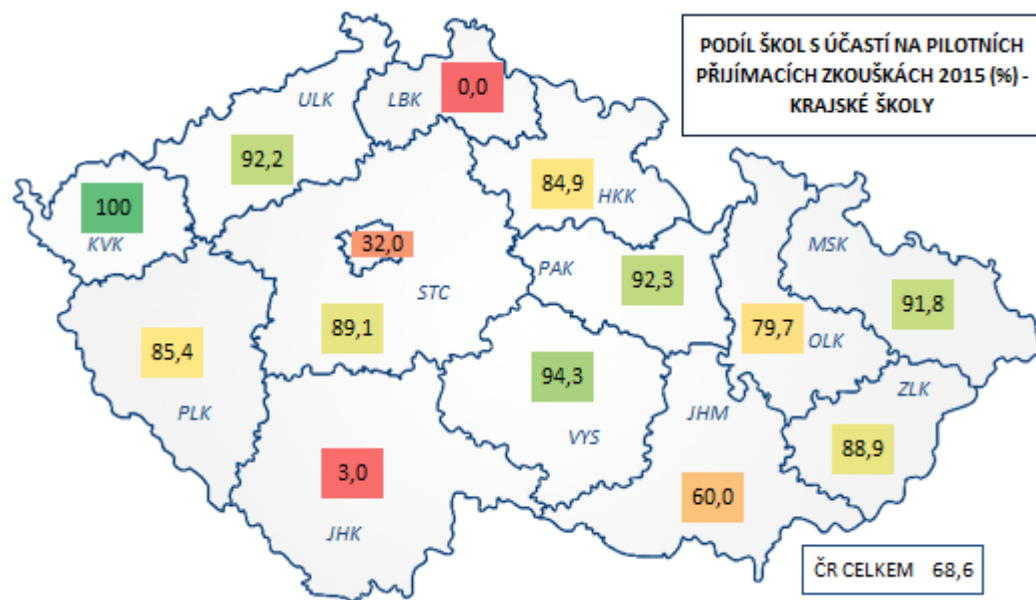 PODÍL ŠKOL S ÚČASTÍ NA PILOTNÍCH
PŘIJÍMACÍCH ZKOUŠKÁCH 2015 (%) -
KRAJSKÉ ŠKOLY
0,0
ULK
LBK
92,2
84,9
HKK
100
KVK
32,0
MSK
PAK
92,3
STC
91,8
89,1
79,7
OLK
85,4
94,3
ZLK
PLK
JHM
VYS
88,9
3,0
60,0
JHK
ČR CELKEM 68,6